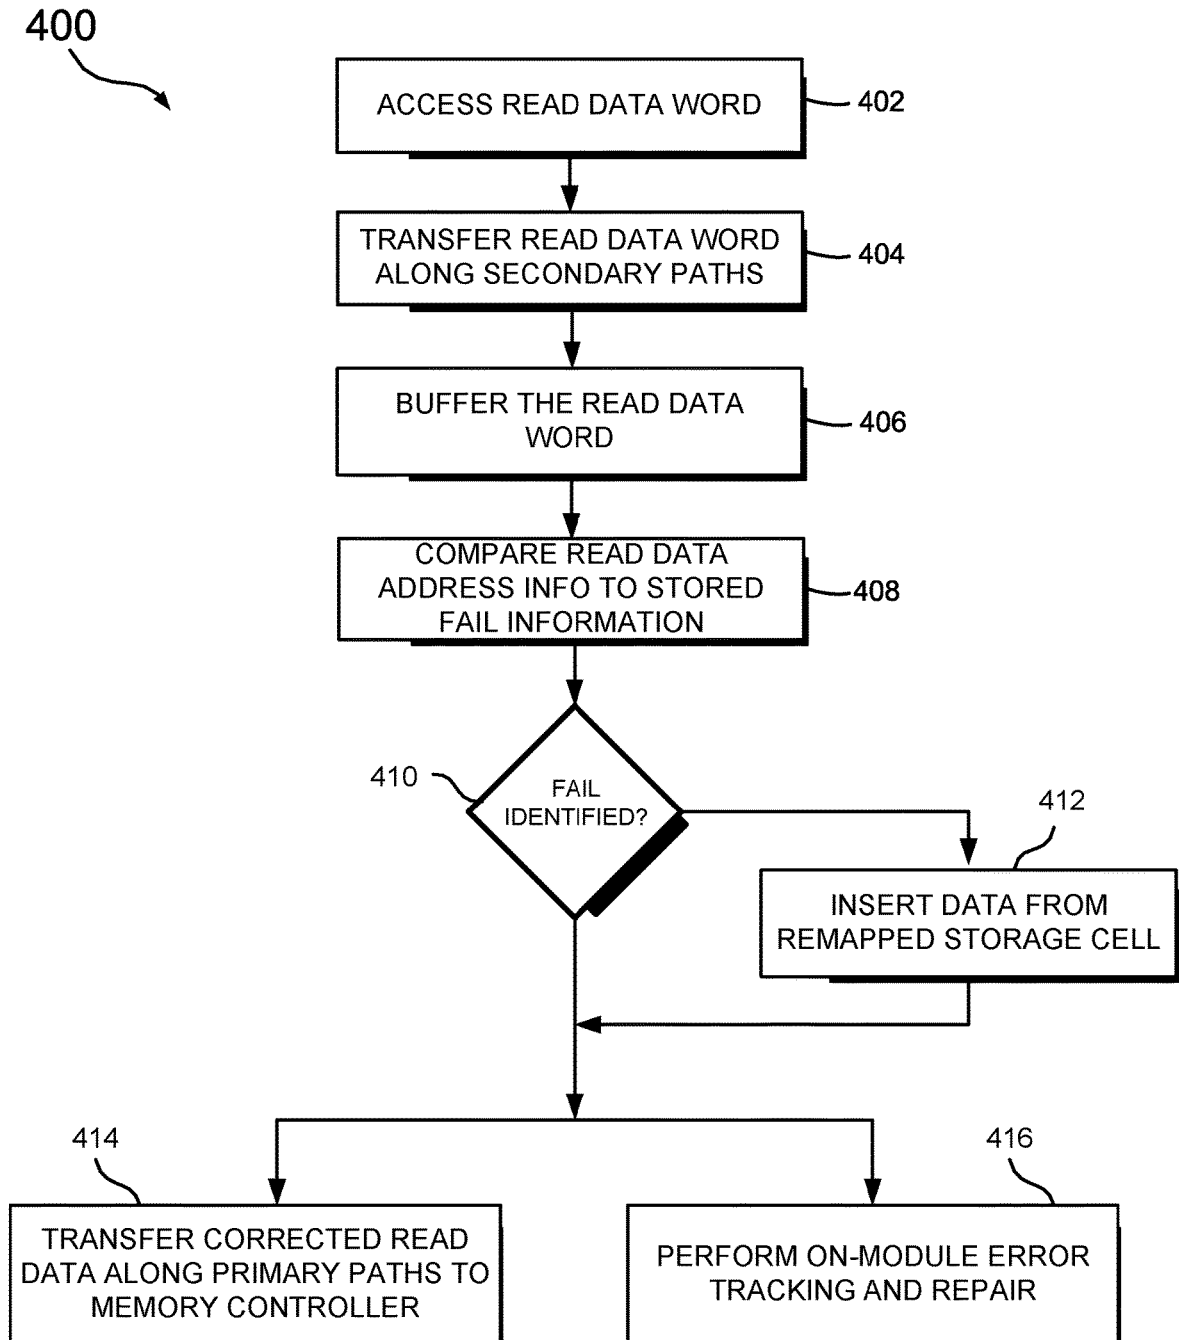 400
ACCESS READ DATA WORD
402
TRANSFER READ DATA WORD
ALONG SECONDARY PATHS
404
BUFFER THE READ DATA
WORD
406
COMPARE READ DATA
ADDRESS INFO TO STORED
FAIL INFORMATION
408
410
FAIL
IDENTIFIED?
412
INSERT DATA FROM
REMAPPED STORAGE CELL
414
TRANSFER CORRECTED READ
DATA ALONG PRIMARY PATHS TO
MEMORY CONTROLLER
416
PERFORM ON-MODULE ERROR
TRACKING AND REPAIR